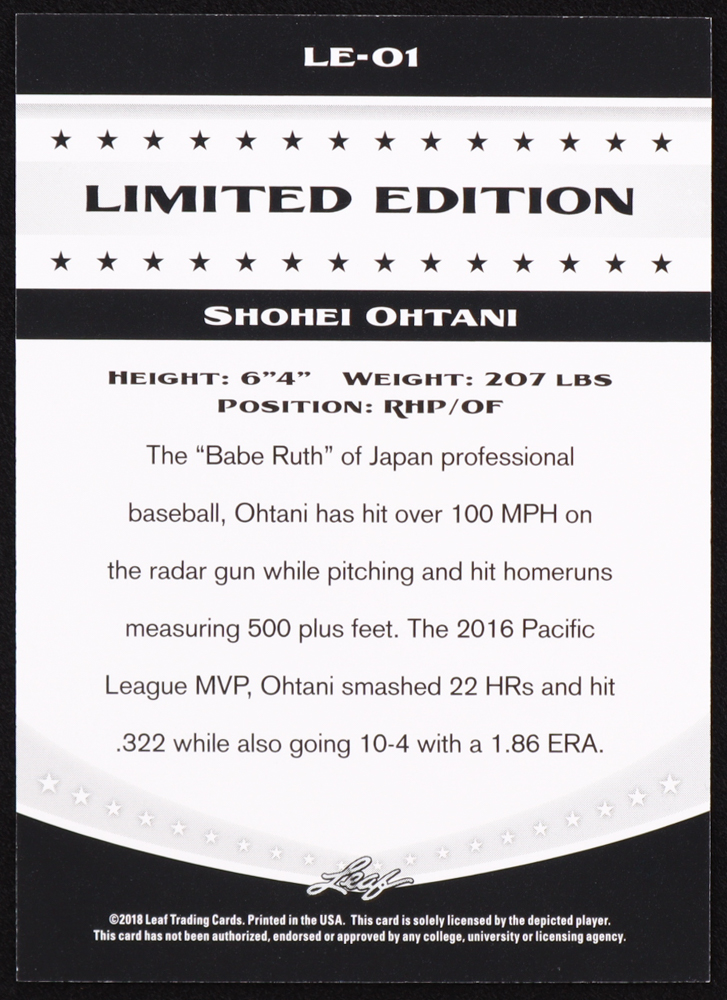 LE-01
LIMITED EDITION
SHOHEI OHTANI
HEIGHT: 6”4” WEIGHT: 207 LBS
POSITION: RHP/OF
The “Babe Ruth” of Japan professional
baseball, Ohtani has hit over 100 MPH on
the radar gun while pitching and hit homeruns
measuring 500 plus feet. The 2016 Pacific
League MVP, Ohtani smashed 22 HRs and hit
.322 while also going 10-4 with a 1.86 ERA.
Leaf
©2018 Leaf Trading Cards. Printed in the USA. This card is solely licensed by the depicted player.
This card has not been authorized, endorsed or approved by any college, university or licensing agency.